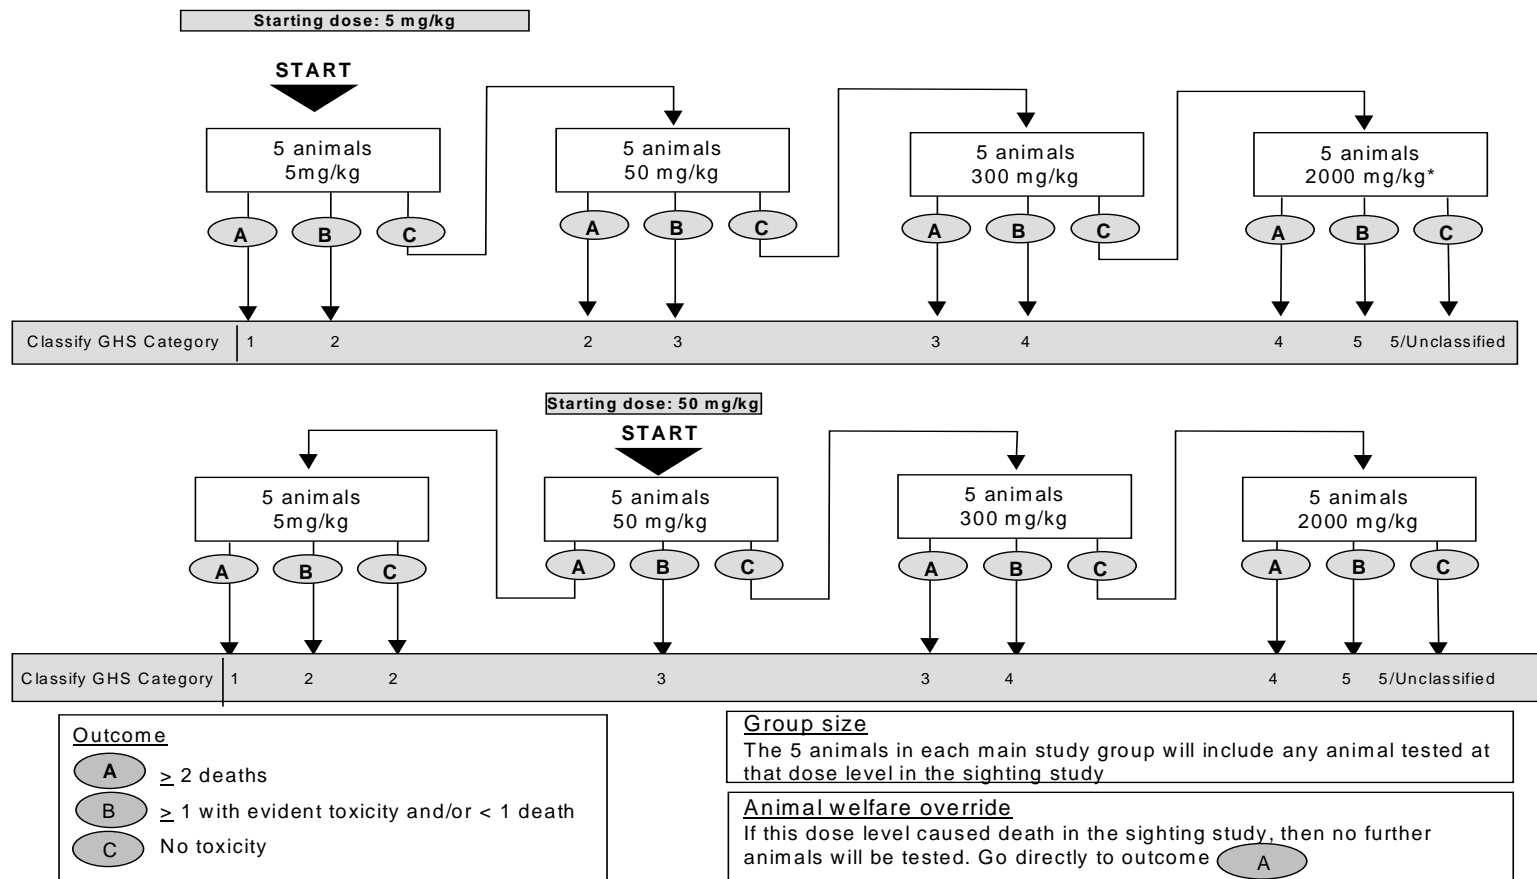 Starting dose: 5 mg/kg
START
5 animals
5mg/kg
5 animals
50 mg/kg
5 animals
300 mg/kg
5 animals
2000 mg/kg*
A B C A B C A B C A B C
Classify GHS Category 1 2 2 3 3 4 4 5 5/Unclassified
Starting dose: 50 mg/kg
START
5 animals
5mg/kg
5 animals
50 mg/kg
5 animals
300 mg/kg
5 animals
2000 mg/kg
A B C A B C A B C A B C
Classify GHS Category 1 2 2 3 3 4 4 5 5/Unclassified
Outcome
A ≥ 2 deaths
B ≥ 1 with evident toxicity and/or < 1 death
C No toxicity
Group size
The 5 animals in each main study group will include any animal tested at
that dose level in the sighting study
Animal welfare override
If this dose level caused death in the sighting study, then no further
animals will be tested. Go directly to outcome A